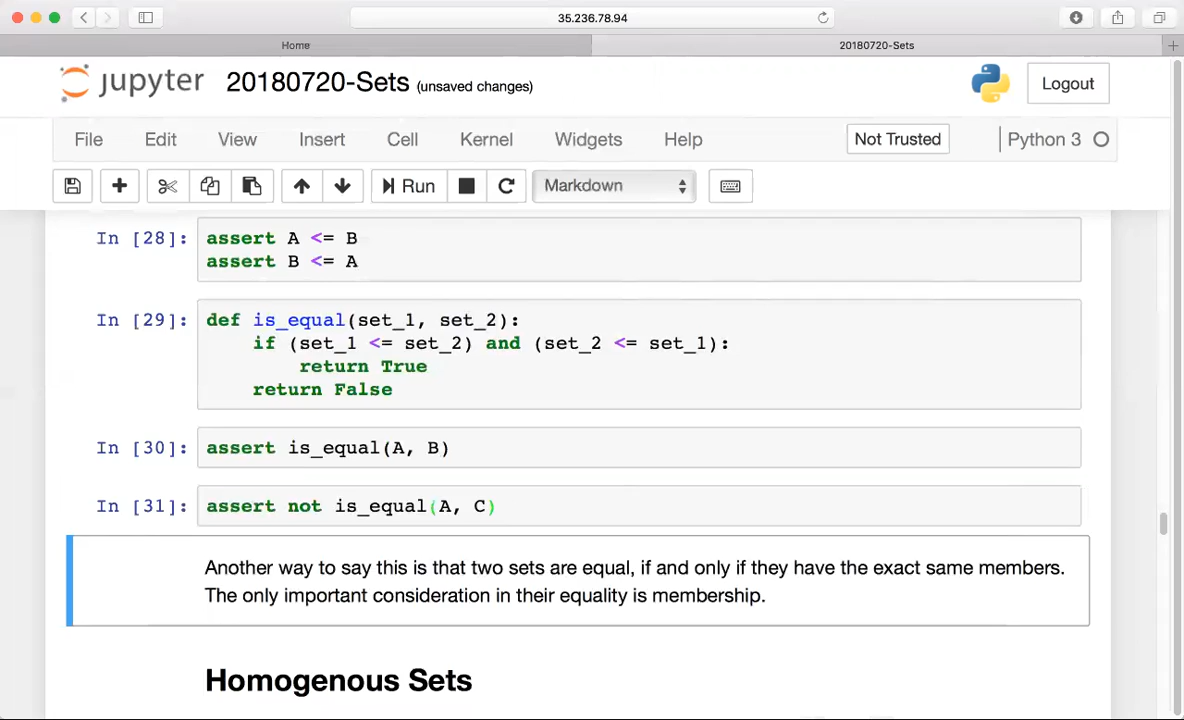 35.236.78.94
Home
20180720-Sets
jupyter 20180720-Sets (unsaved changes)
Logout
File Edit View Insert Cell Kernel Widgets Help
Not Trusted
Python 3
Run
Markdown
In [28]: assert A <= B
assert B <= A
In [29]: def is_equal(set_1, set_2):
if (set_1 <= set_2) and (set_2 <= set_1):
return True
return False
In [30]: assert is_equal(A, B)
In [31]: assert not is_equal(A, C)
Another way to say this is that two sets are equal, if and only if they have the exact same members.
The only important consideration in their equality is membership.
Homogenous Sets